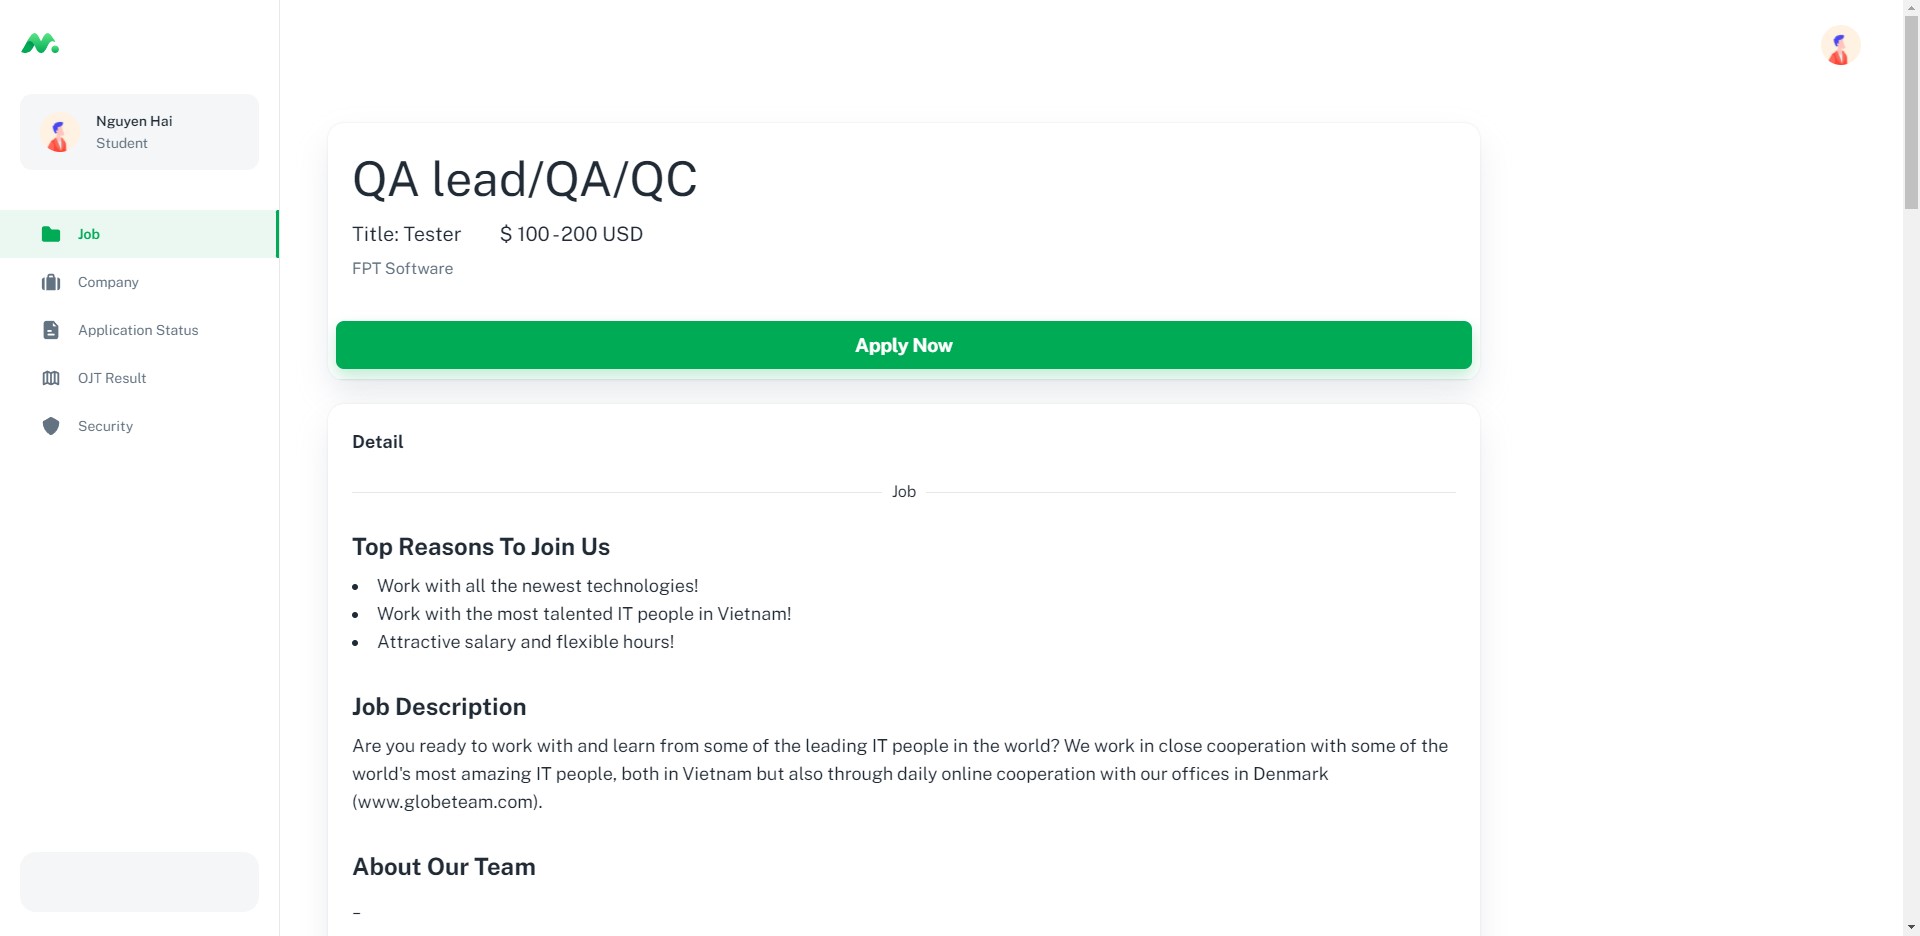 Nguyen Hai
Student
Job
Company
Application Status
OJT Result
Security
QA lead/QA/QC
Title: Tester $ 100 - 200 USD
FPT Software
Apply Now
Detail
Job
Top Reasons To Join Us
• Work with all the newest technologies!
• Work with the most talented IT people in Vietnam!
• Attractive salary and flexible hours!
Job Description
Are you ready to work with and learn from some of the leading IT people in the world? We work in close cooperation with some of the
world's most amazing IT people, both in Vietnam but also through daily online cooperation with our offices in Denmark
(www.globeteam.com).
About Our Team
–